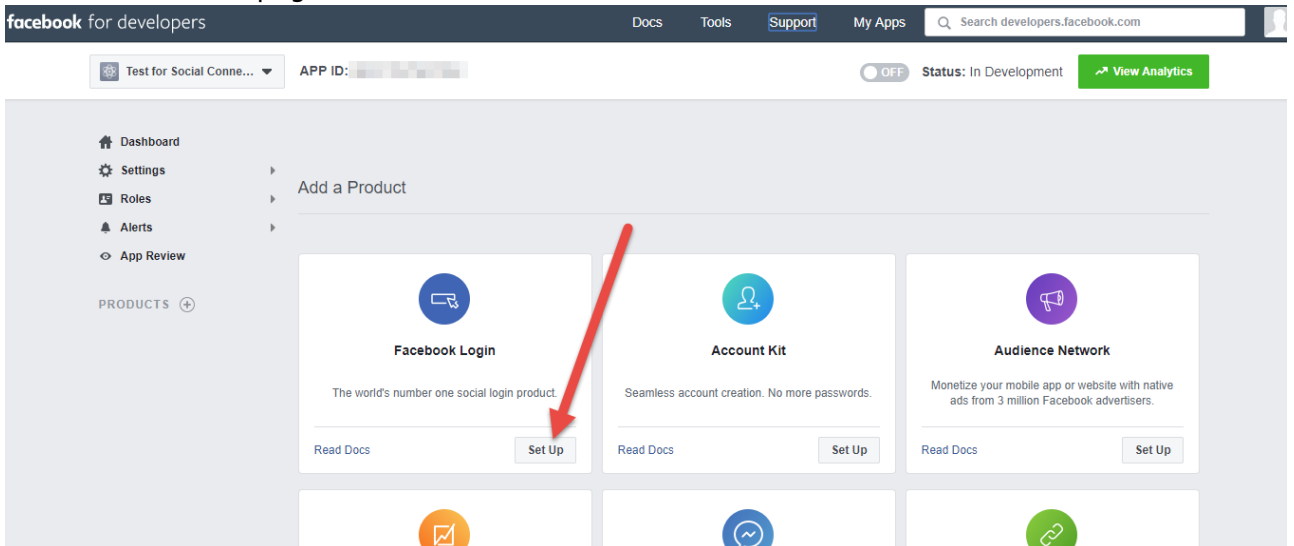 facebook for developers Docs Tools Support My Apps Search developers.facebook.com
Test for Social Conne... APP ID: OFF Status: In Development View Analytics
Dashboard
Settings
Roles
Alerts
App Review
PRODUCTS
Add a Product
Facebook Login
The world's number one social login product.
Read Docs Set Up
Account Kit
Seamless account creation. No more passwords.
Read Docs Set Up
Audience Network
Monetize your mobile app or website with native
ads from 3 million Facebook advertisers.
Read Docs Set Up